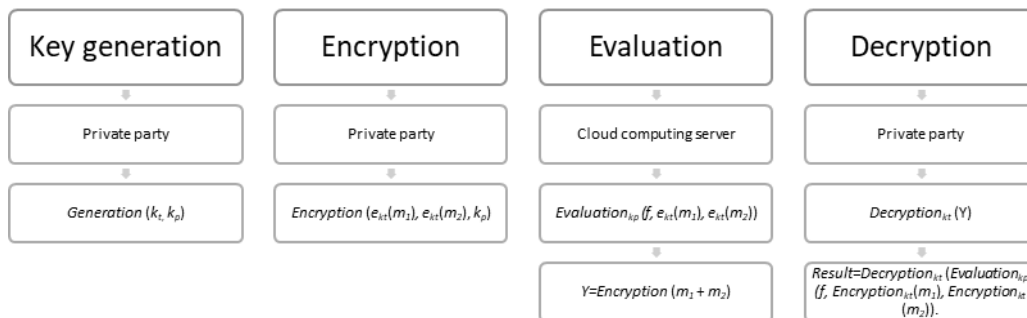 Key generation
Private party
Generation (kt, kp)
Encryption
Private party
Encryption (ekt(m1), ekt(m2), kp)
Evaluation
Cloud computing server
Evaluationkp (f, ekt(m1), ekt(m2))
Y=Encryption (m1 + m2)
Decryption
Private party
Decryptionkt (Y)
Result=Decryptionkt (Evaluationkp
(f, Encryptionkt(m1), Encryptionkt
(m2)).